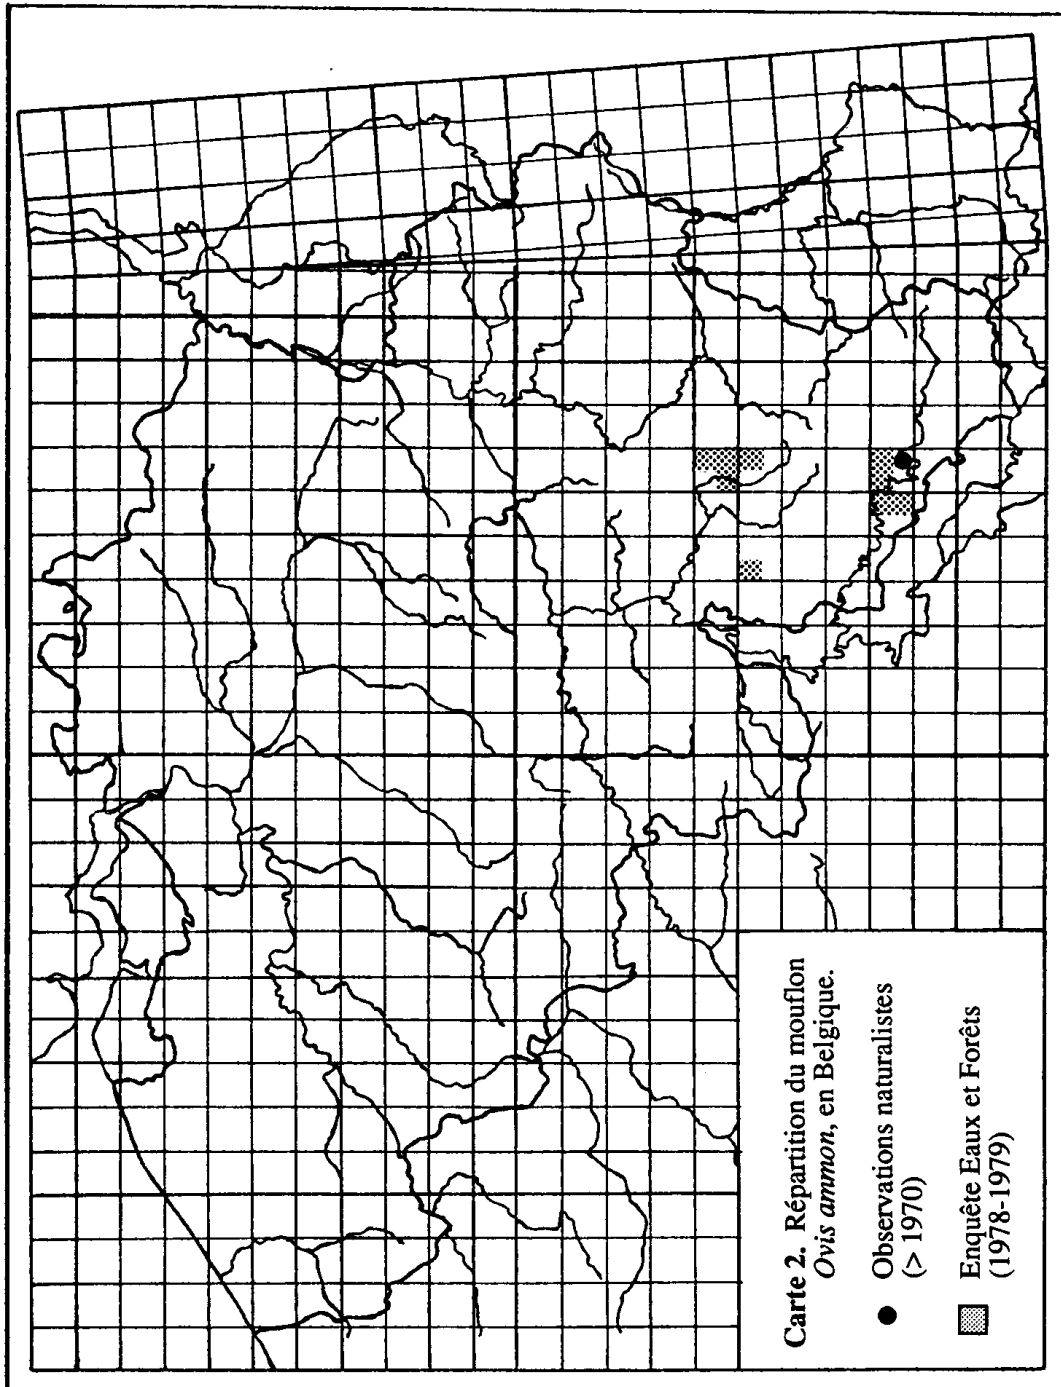 Carte 2. Répartition du mouflon
Ovis ammon, en Belgique.
Observations naturalistes
(> 1970)
Enquête Eaux et Forêts
(1978-1979)